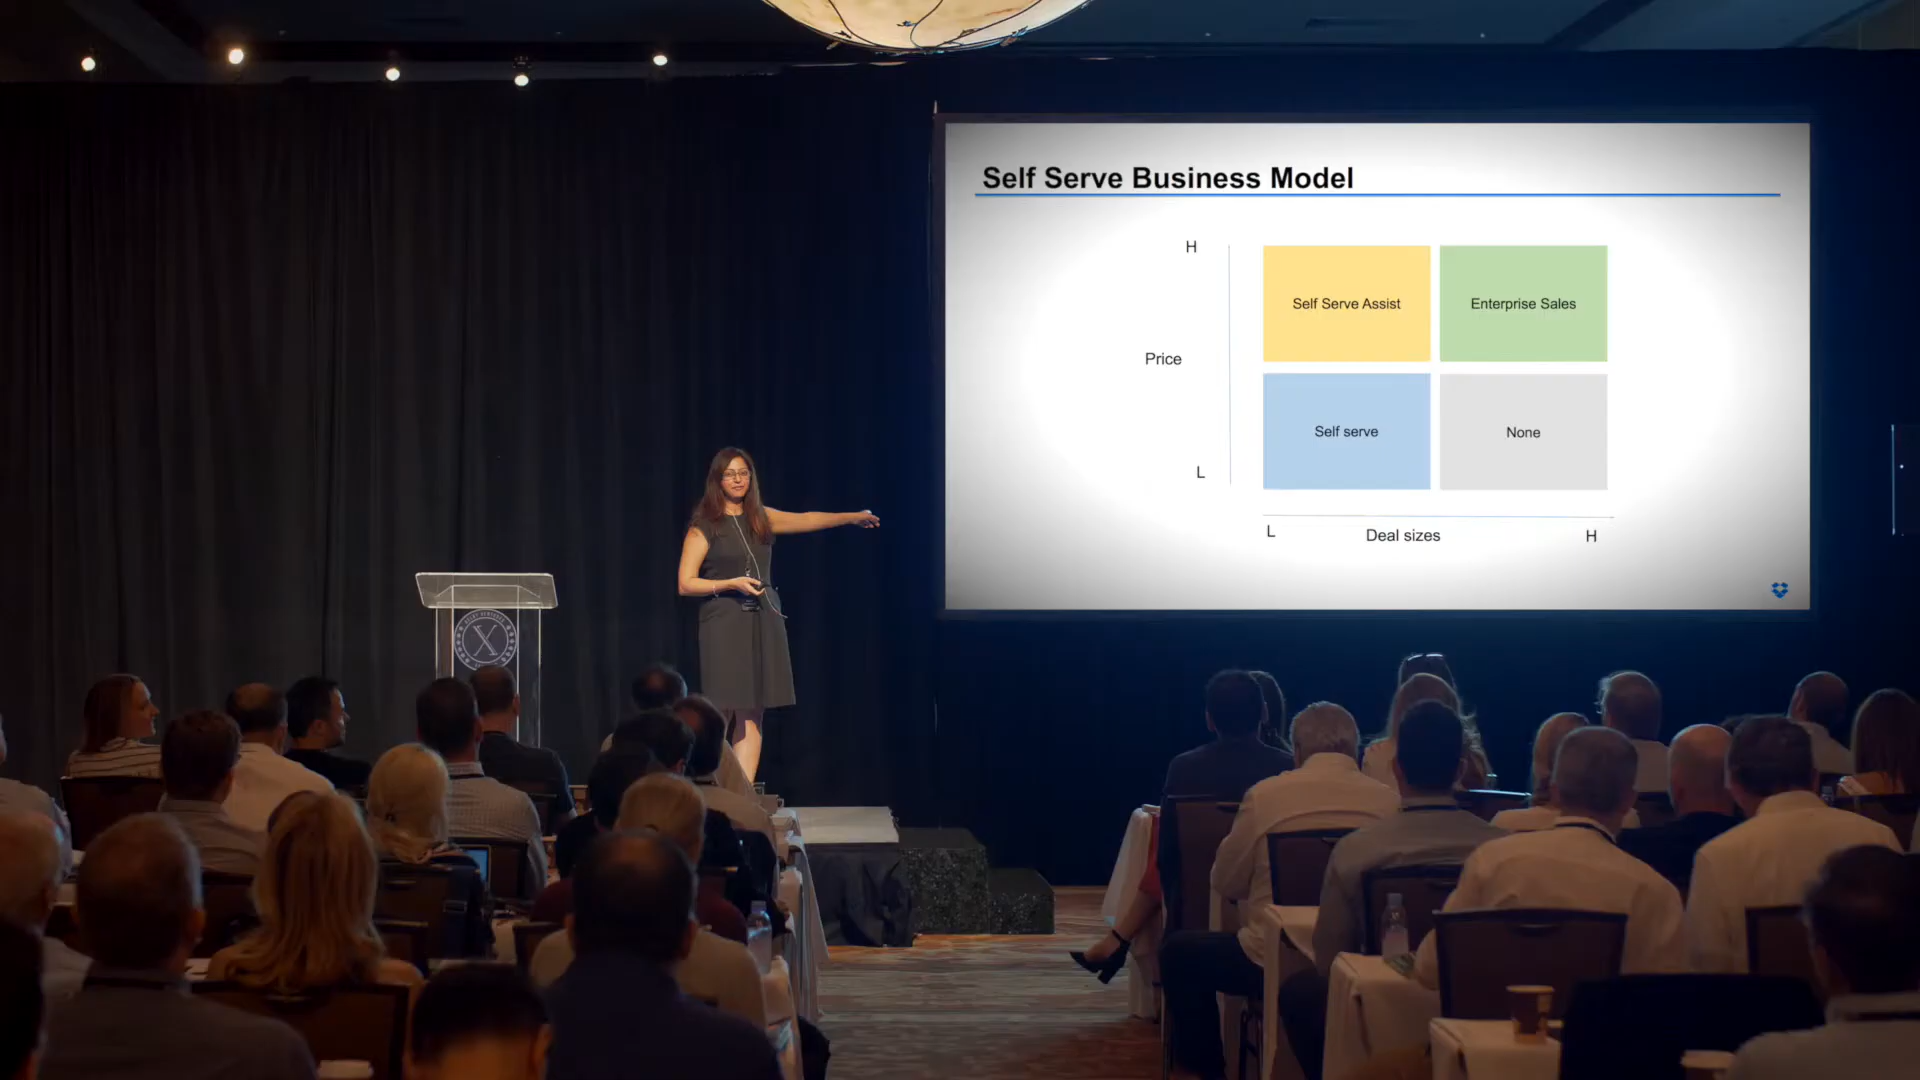 Self Serve Business Model
H
Self Serve Assist
Enterprise Sales
Price
Self serve
None
L
L
Deal sizes
H
X